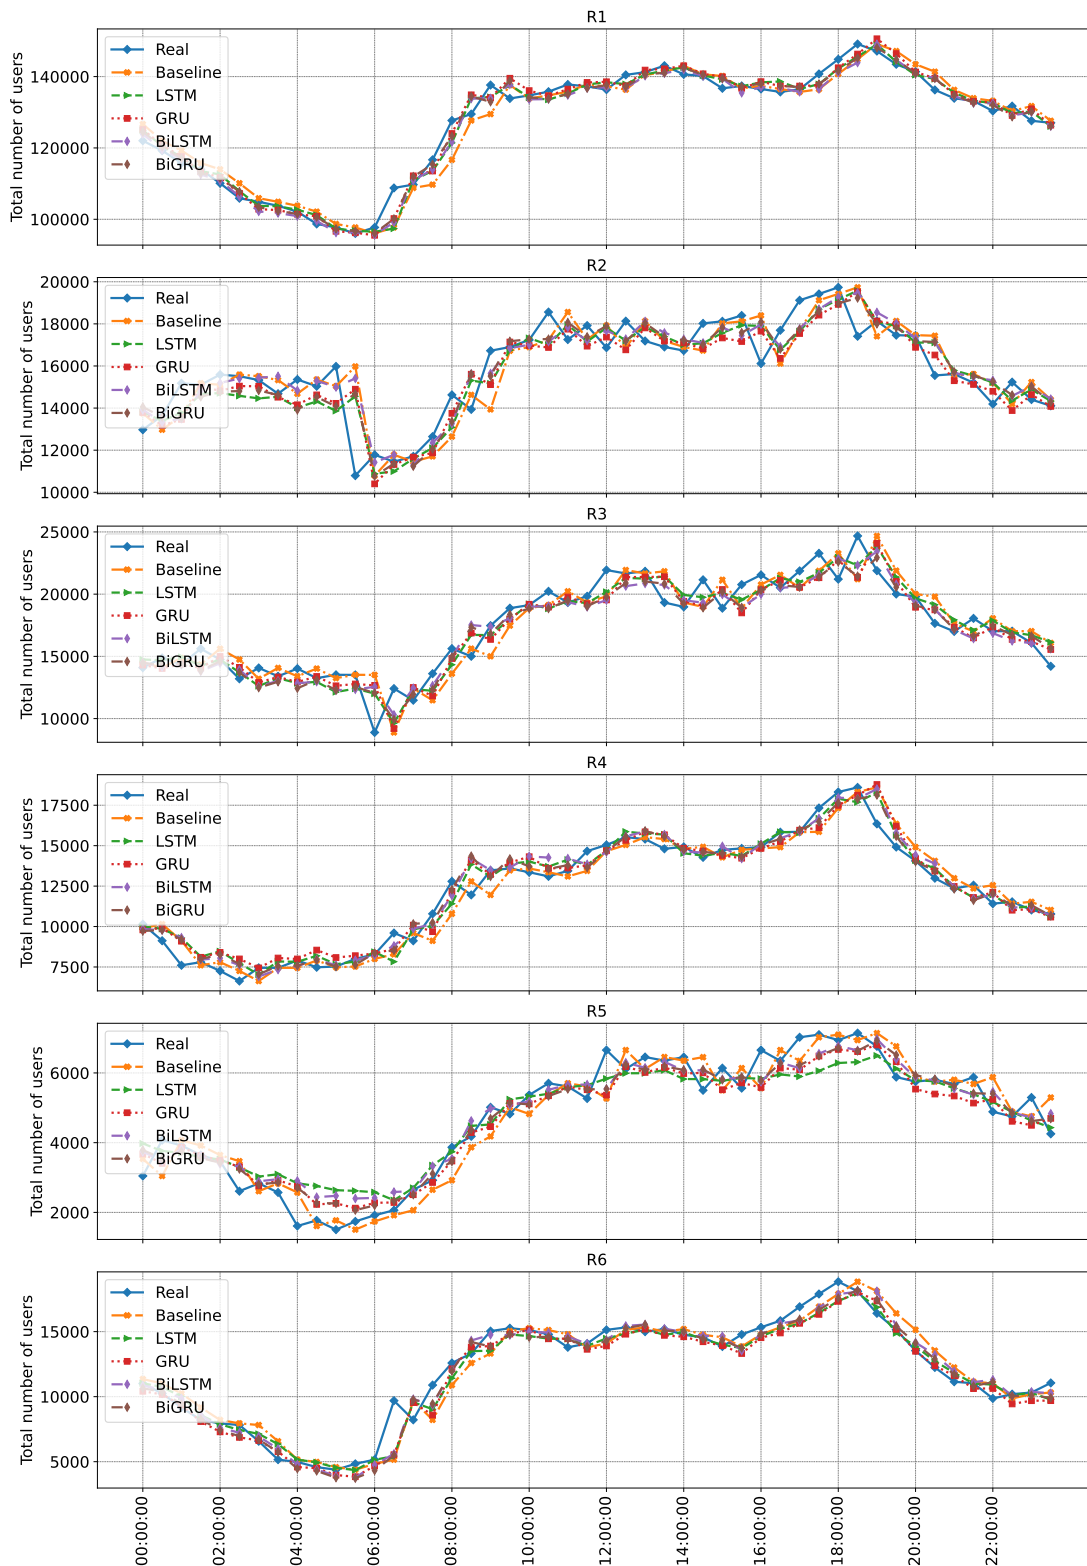 R1
Total number of users
140000
120000
100000
Real
Baseline
LSTM
GRU
BiLSTM
BiGRU
R2
Total number of users
20000
18000
16000
14000
12000
10000
Real
Baseline
LSTM
GRU
BiLSTM
BiGRU
R3
Total number of users
25000
20000
15000
10000
Real
Baseline
LSTM
GRU
BiLSTM
BiGRU
R4
Total number of users
17500
15000
12500
10000
7500
Real
Baseline
LSTM
GRU
BiLSTM
BiGRU
R5
Total number of users
6000
4000
2000
Real
Baseline
LSTM
GRU
BiLSTM
BiGRU
R6
Total number of users
15000
10000
5000
Real
Baseline
LSTM
GRU
BiLSTM
BiGRU
00:00:00
02:00:00
04:00:00
06:00:00
08:00:00
10:00:00
12:00:00
14:00:00
16:00:00
18:00:00
20:00:00
22:00:00